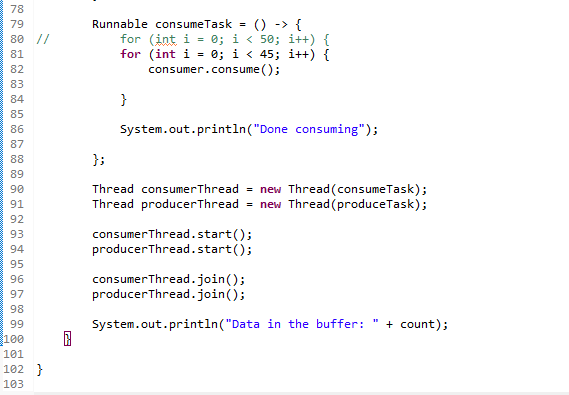 78
79 Runnable consumeTask = () -> {
80 // for (int i = 0; i < 50; i++) {
81 for (int i = 0; i < 45; i++) {
82 consumer.consume();
83
84 }
85
86 System.out.println("Done consuming");
87
88 };
89
90 Thread consumerThread = new Thread(consumeTask);
91 Thread producerThread = new Thread(produceTask);
92
93 consumerThread.start();
94 producerThread.start();
95
96 consumerThread.join();
97 producerThread.join();
98
99 System.out.println("Data in the buffer: " + count);
100 }
101
102 }
103